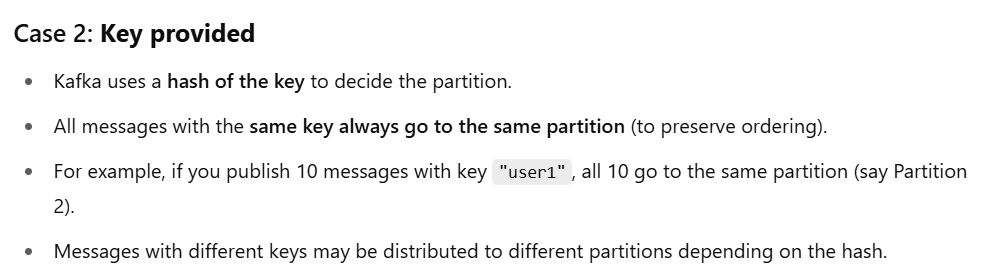 Case 2: Key provided
• Kafka uses a hash of the key to decide the partition.
• All messages with the same key always go to the same partition (to preserve ordering).
• For example, if you publish 10 messages with key "user1", all 10 go to the same partition (say Partition
2).
• Messages with different keys may be distributed to different partitions depending on the hash.